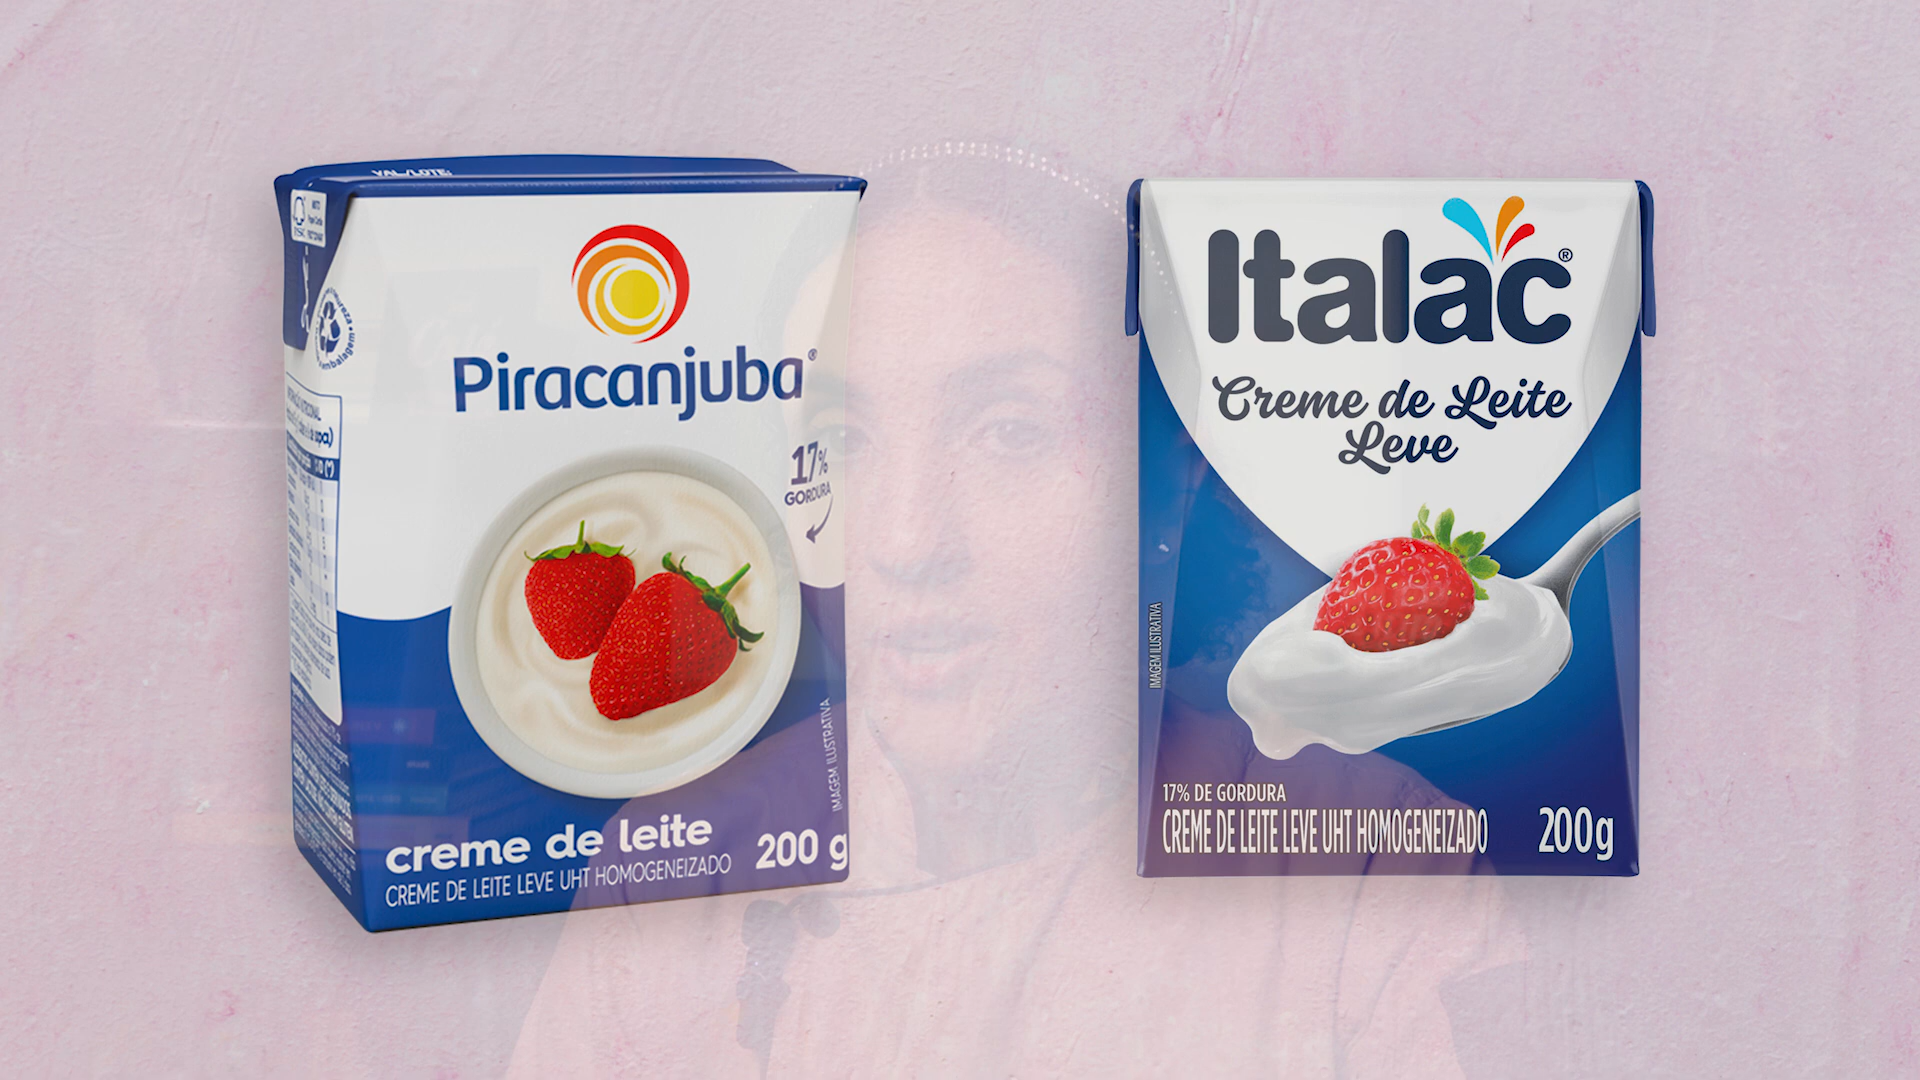 VAL./LOTE:
FSC
Piracanjuba®
17%
GORDURA
IMAGEM ILUSTRATIVA
creme de leite
200 g
CREME DE LEITE LEVE UHT HOMOGENEIZADO
Italac®
Creme de Leite
Leve
IMAGEM ILUSTRATIVA
17% DE GORDURA
CREME DE LEITE LEVE UHT HOMOGENEIZADO
200g